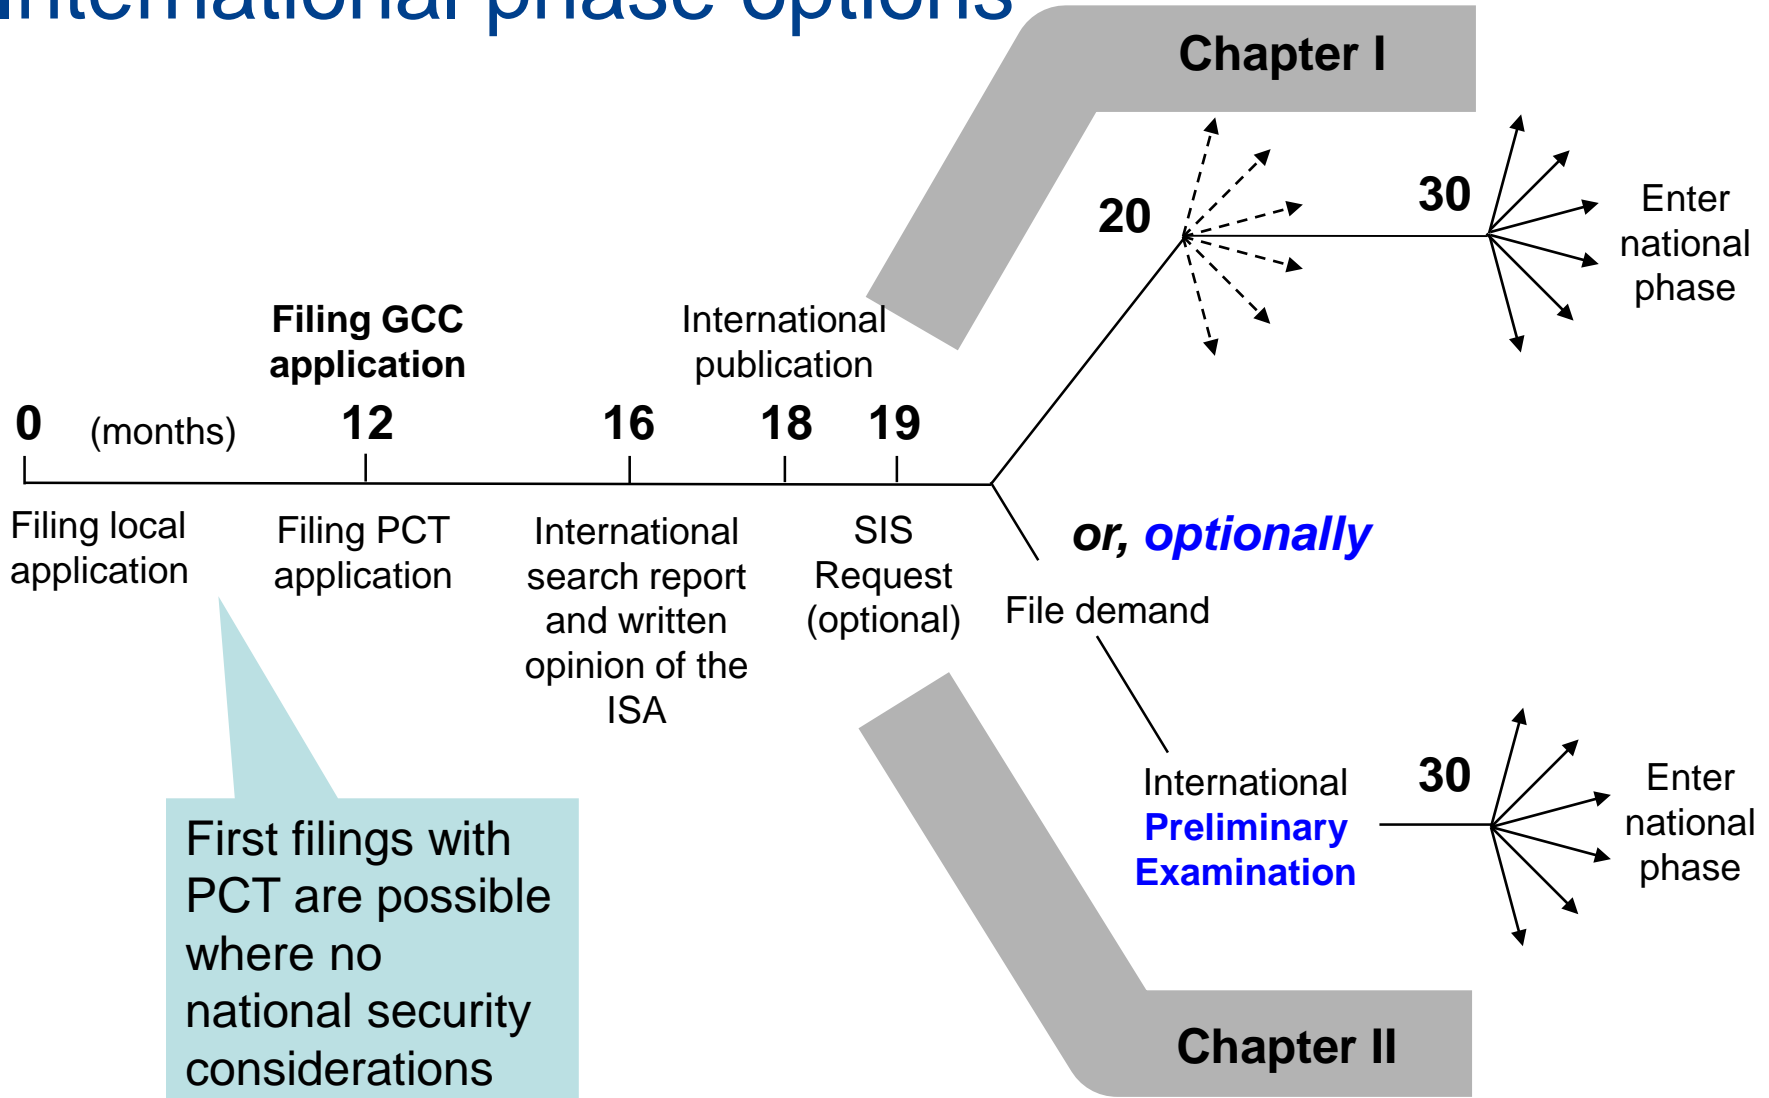 International phase options
Chapter I
20
30
Enter
national
phase
Filing GCC
application
International
publication
0 (months) 12 16 18 19
Filing local
application
Filing PCT
application
International
search report
and written
opinion of the
ISA
SIS
Request
(optional)
or, optionally
File demand
International
Preliminary
Examination
30
Enter
national
phase
First filings with
PCT are possible
where no
national security
considerations
Chapter II